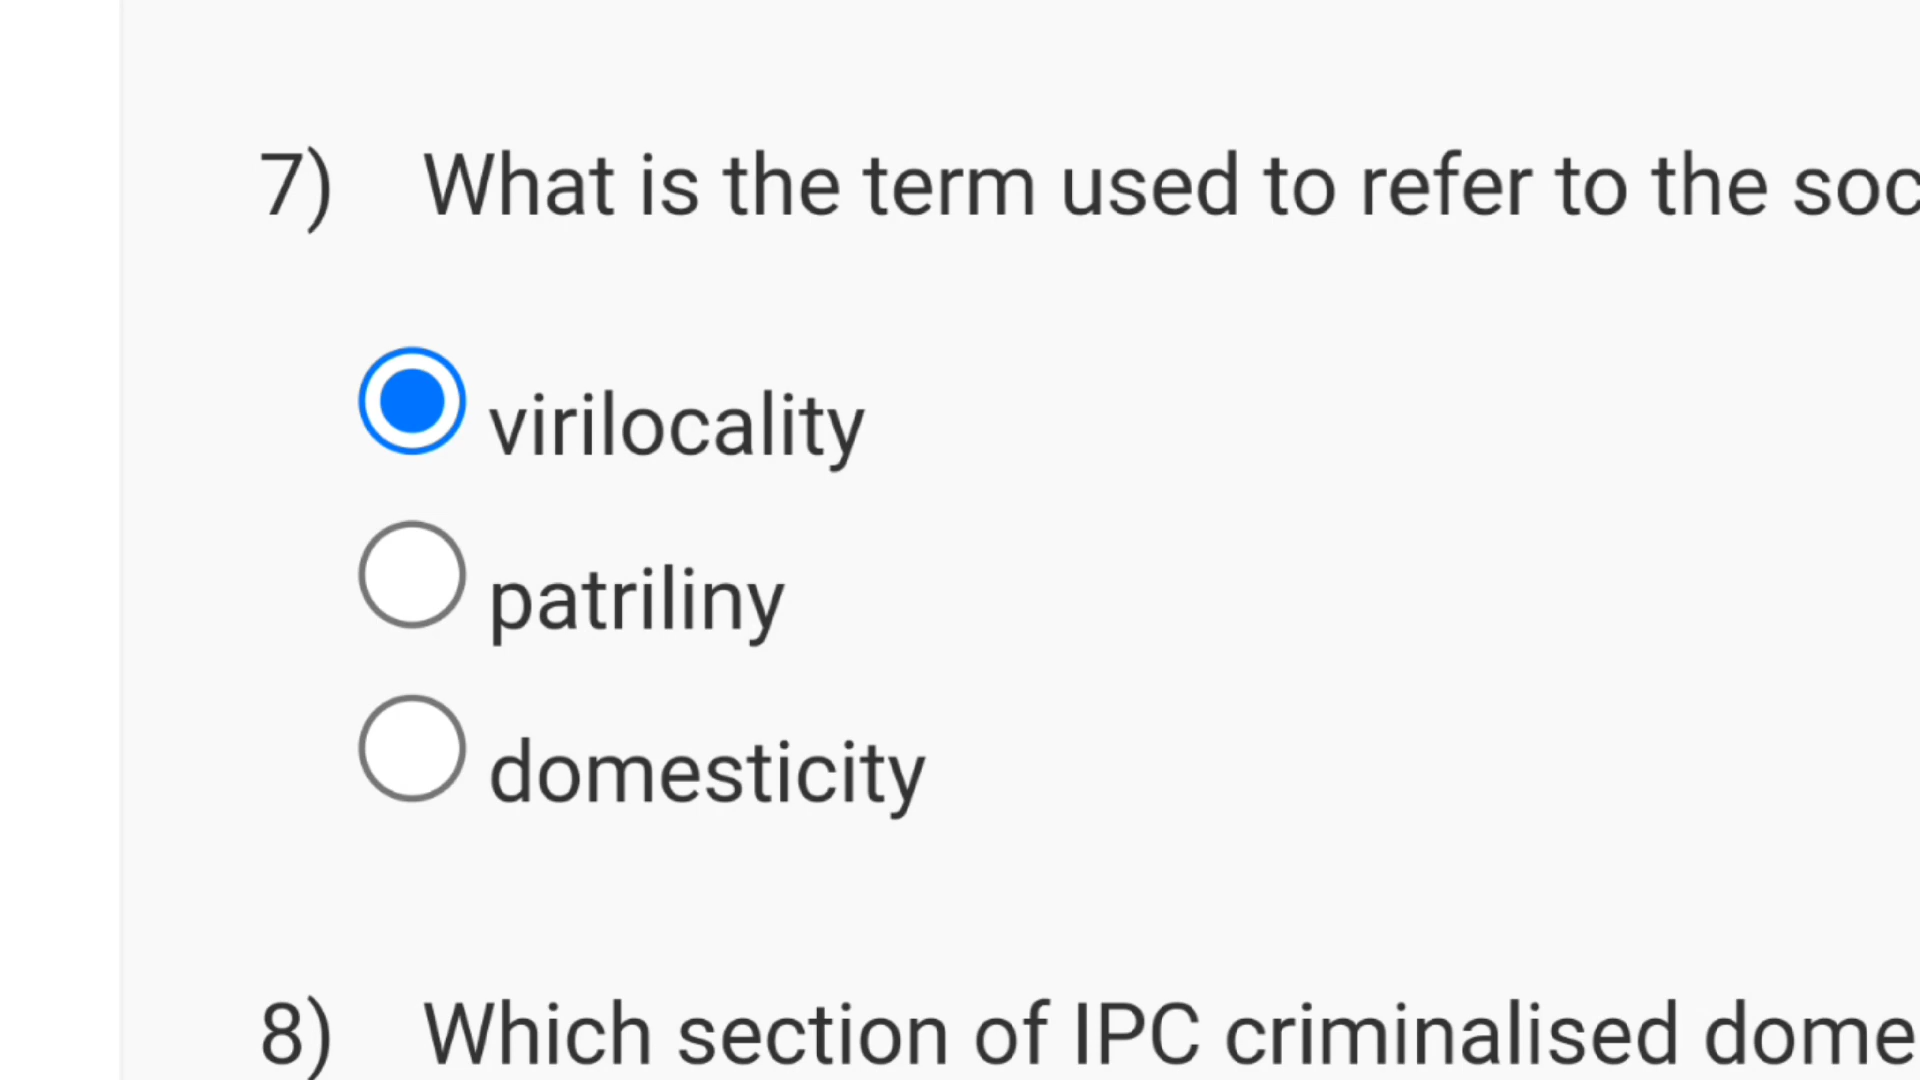 7) What is the term used to refer to the soc
virilocality
patriliny
domesticity
8) Which section of IPC criminalised dome